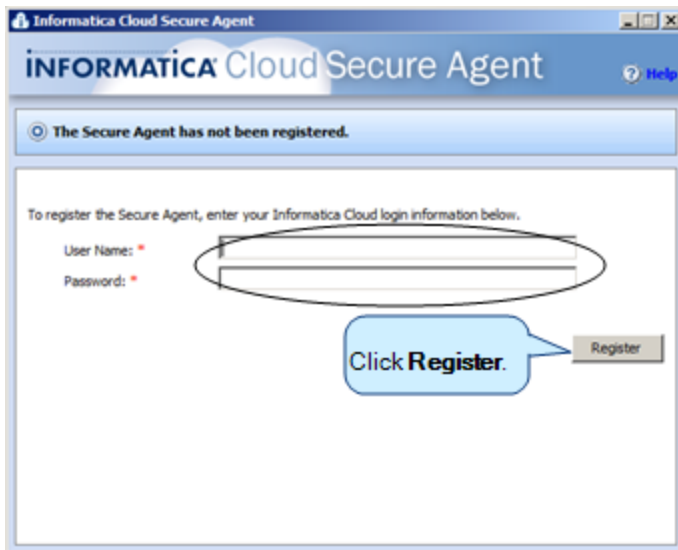 Informatica Cloud Secure Agent
INFORMATICA Cloud Secure Agent
Help
The Secure Agent has not been registered.
To register the Secure Agent, enter your Informatica Cloud login information below.
User Name: *
Password: *
Click Register.
Register